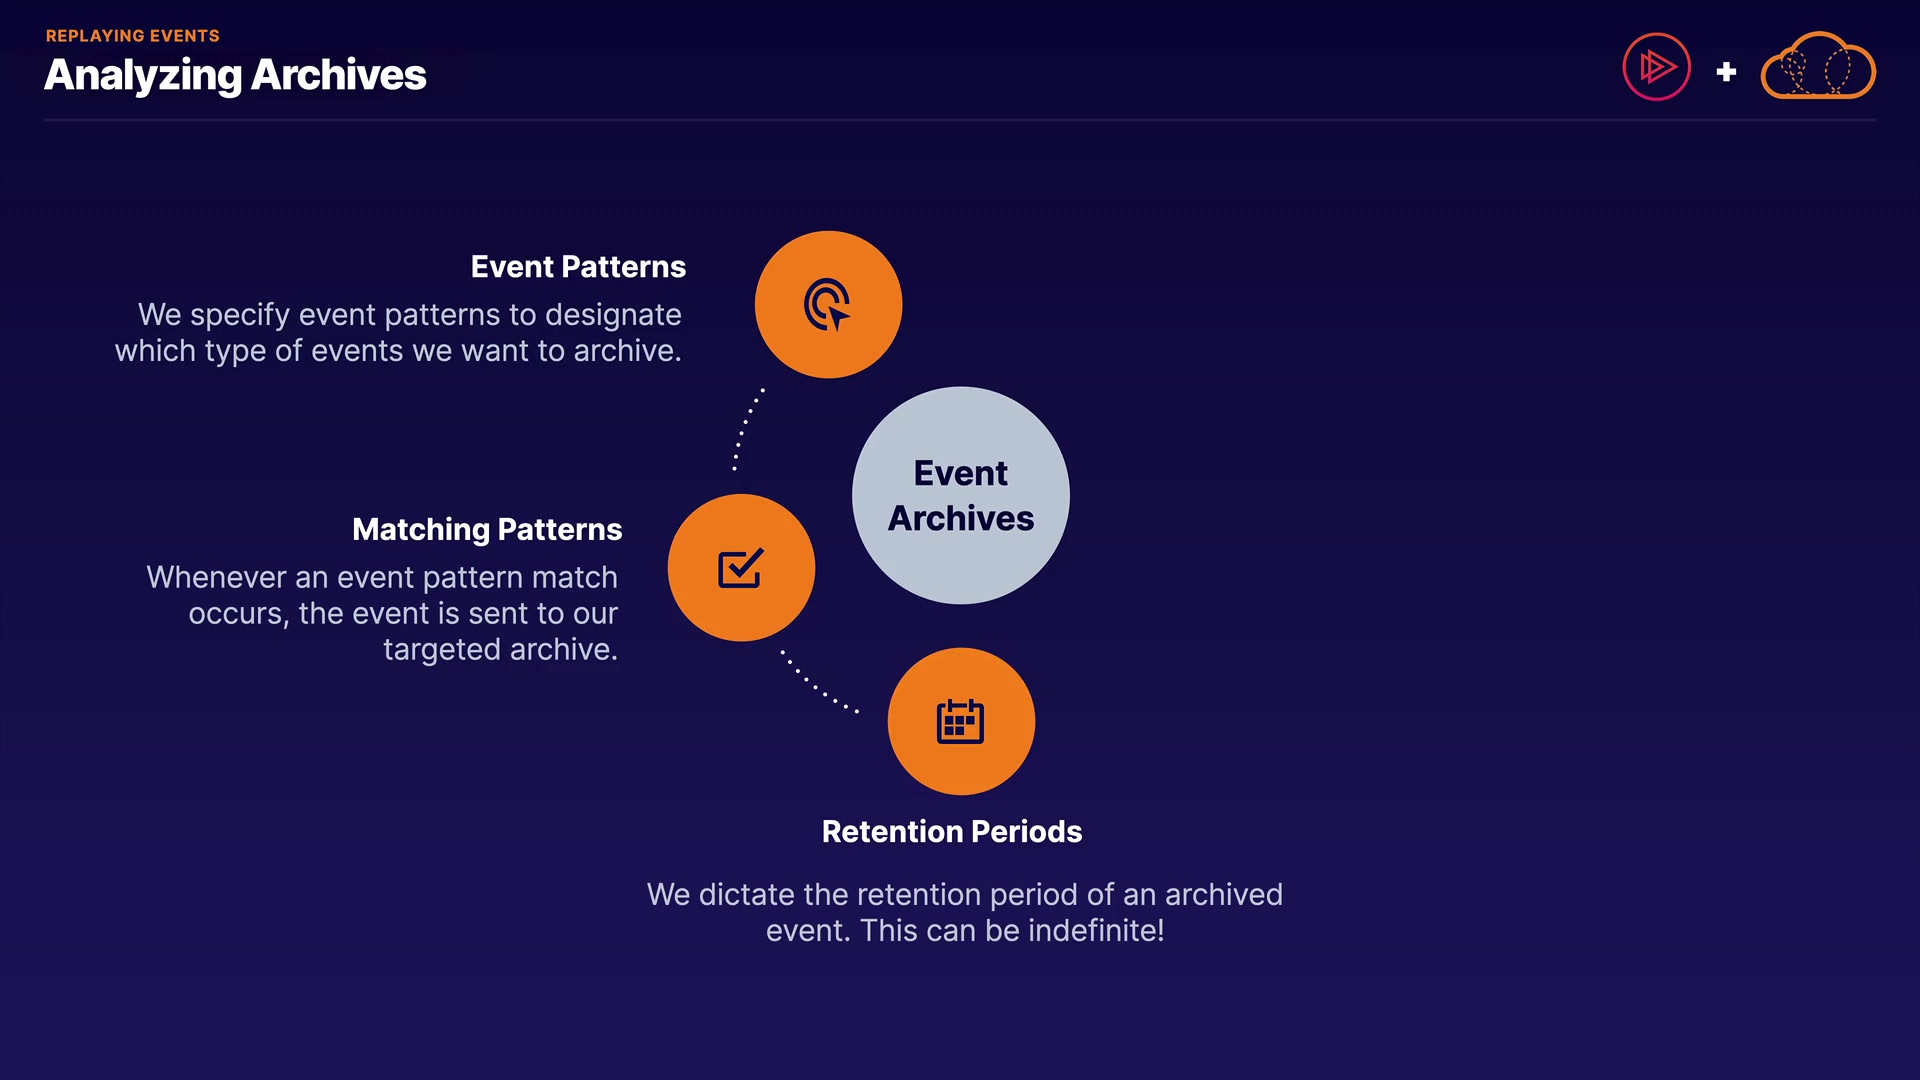 REPLAYING EVENTS
Analyzing Archives
Event Patterns
We specify event patterns to designate
which type of events we want to archive.
Event
Archives
Matching Patterns
Whenever an event pattern match
occurs, the event is sent to our
targeted archive.
Retention Periods
We dictate the retention period of an archived
event. This can be indefinite!